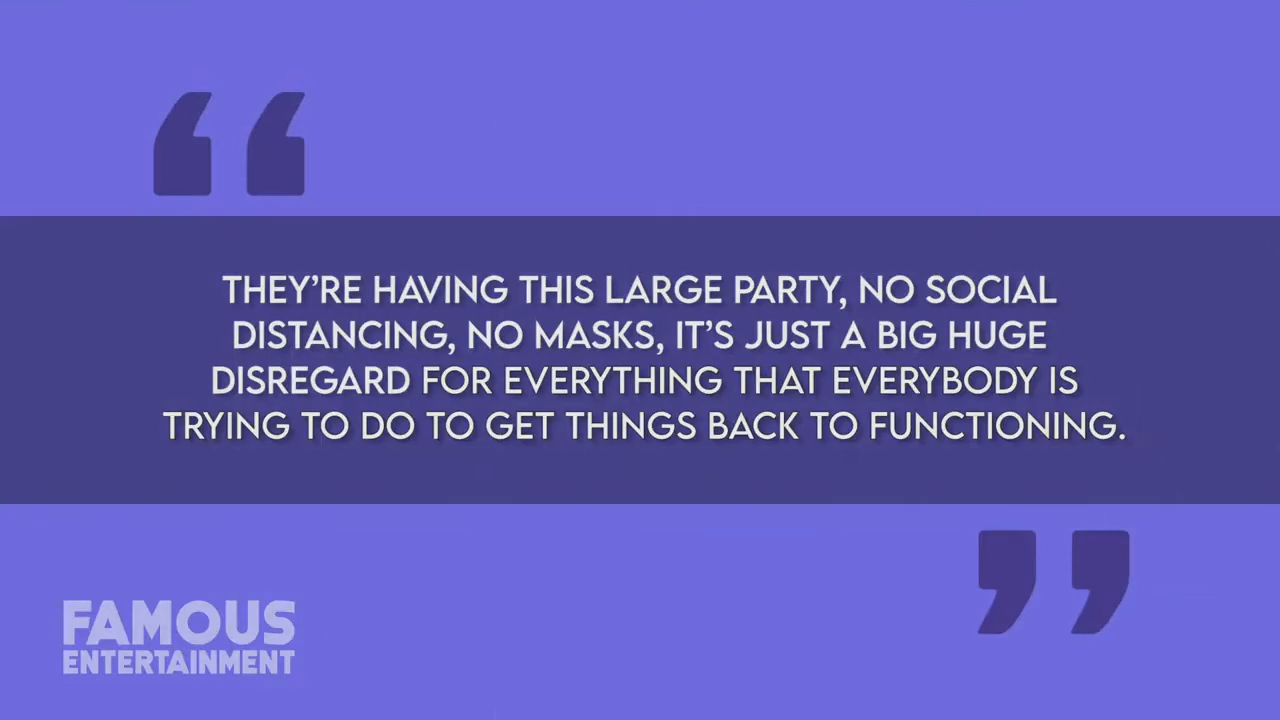 THEY'RE HAVING THIS LARGE PARTY, NO SOCIAL
DISTANCING, NO MASKS, IT'S JUST A BIG HUGE
DISREGARD FOR EVERYTHING THAT EVERYBODY IS
TRYING TO DO TO GET THINGS BACK TO FUNCTIONING.
FAMOUS
ENTERTAINMENT